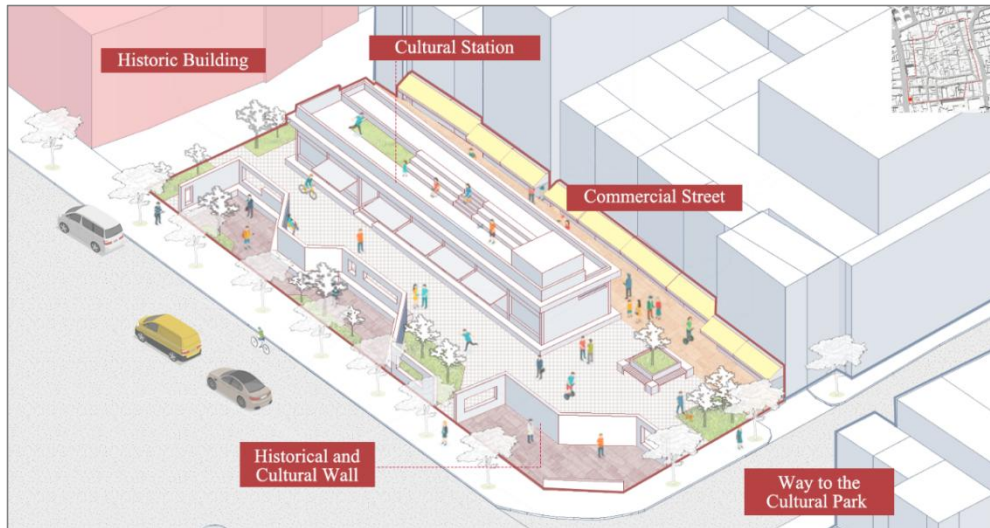 Cultural Station
Historic Building
Commercial Street
Historical and
Cultural Wall
Way to the
Cultural Park